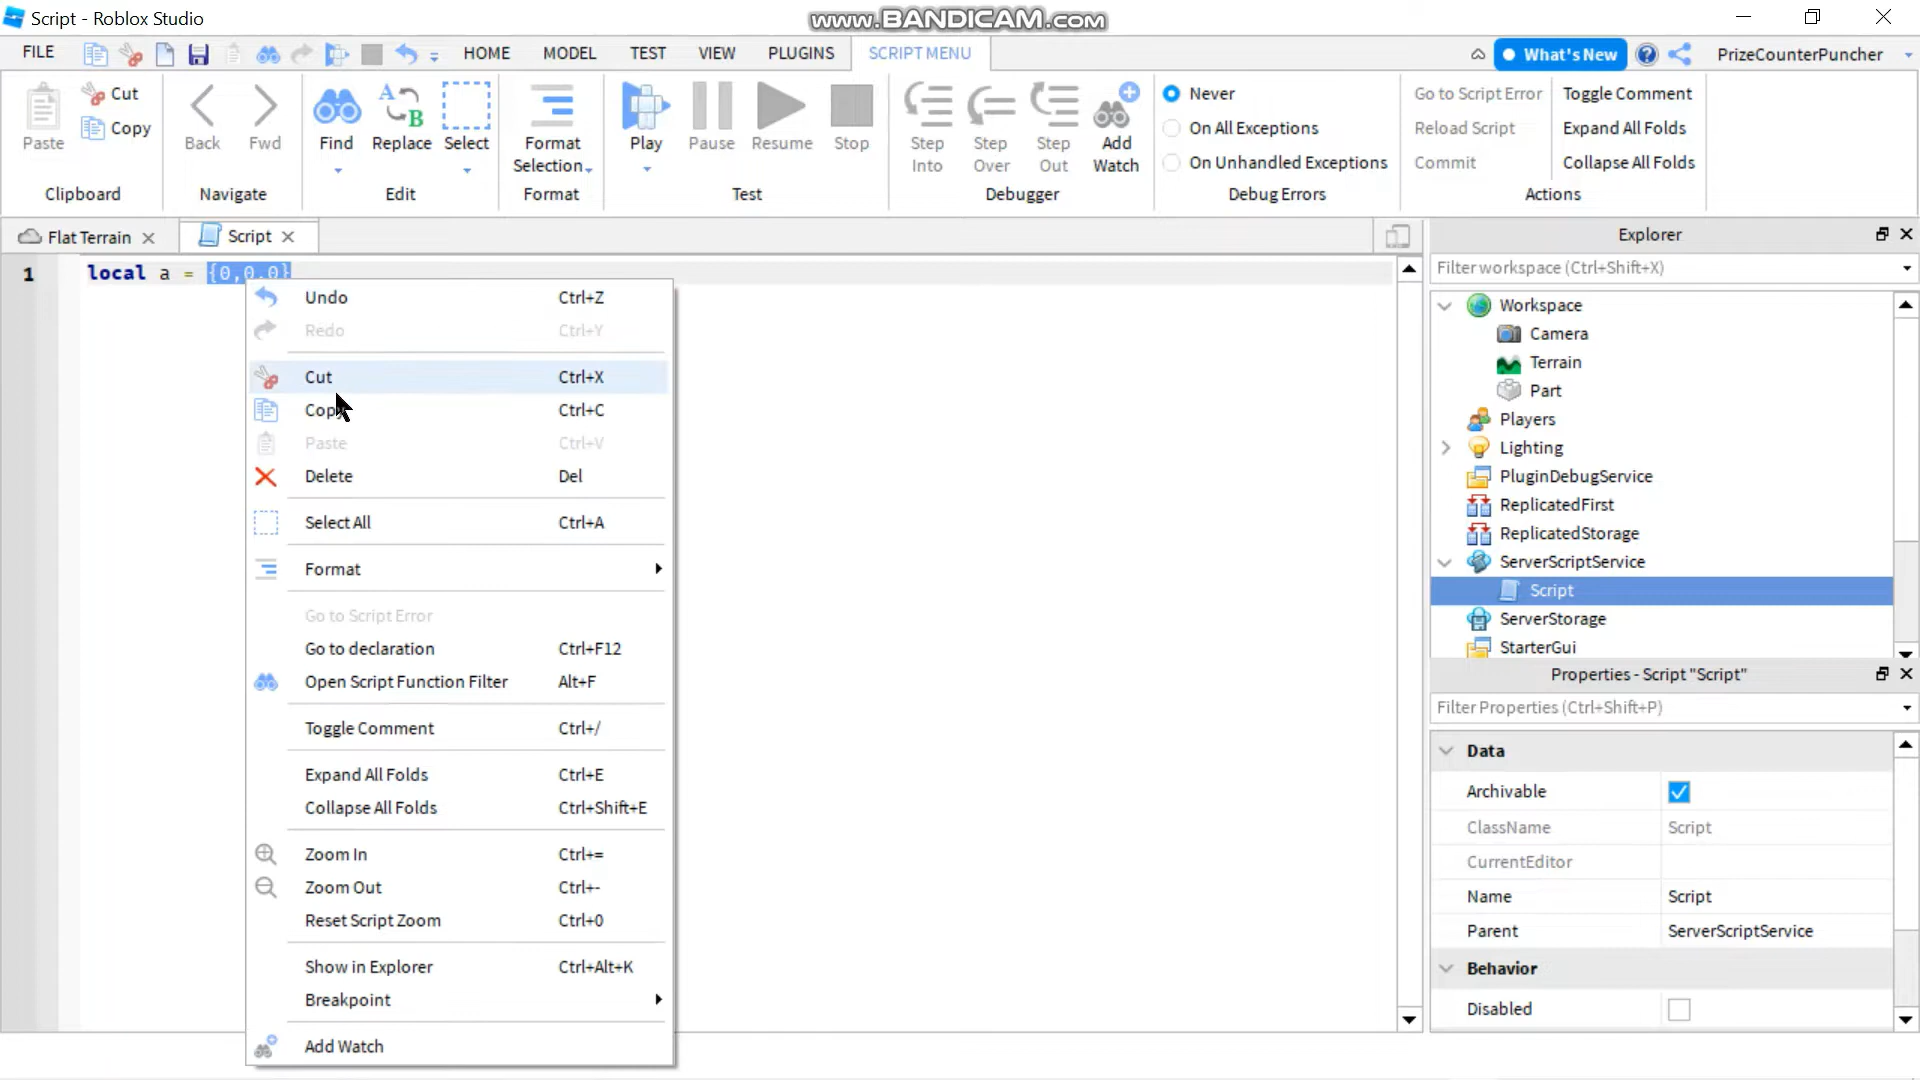 Script - Roblox Studio
www.BANDICAM.com
FILE
HOME
MODEL
TEST
VIEW
PLUGINS
SCRIPT MENU
What's New
PrizeCounterPuncher
Paste
Cut
Copy
Clipboard
Back
Fwd
Navigate
Find
Replace
Select
Edit
Format
Selection
Format
Play
Pause
Resume
Stop
Test
Step
Into
Step
Over
Step
Out
Add
Watch
Debugger
Never
On All Exceptions
On Unhandled Exceptions
Debug Errors
Go to Script Error
Reload Script
Commit
Toggle Comment
Expand All Folds
Collapse All Folds
Actions
Flat Terrain
Script
1 local a = {0,0,0}
Undo Ctrl+Z
Redo Ctrl+Y
Cut Ctrl+X
Copy Ctrl+C
Paste Ctrl+V
Delete Del
Select All Ctrl+A
Format
Go to Script Error
Go to declaration Ctrl+F12
Open Script Function Filter Alt+F
Toggle Comment Ctrl+/
Expand All Folds Ctrl+E
Collapse All Folds Ctrl+Shift+E
Zoom In Ctrl+=
Zoom Out Ctrl+-
Reset Script Zoom Ctrl+0
Show in Explorer Ctrl+Alt+K
Breakpoint
Add Watch
Explorer
Filter workspace (Ctrl+Shift+X)
Workspace
Camera
Terrain
Part
Players
Lighting
PluginDebugService
ReplicatedFirst
ReplicatedStorage
ServerScriptService
Script
ServerStorage
StarterGui
Properties - Script "Script"
Filter Properties (Ctrl+Shift+P)
Data
Archivable
ClassName Script
CurrentEditor
Name Script
Parent ServerScriptService
Behavior
Disabled